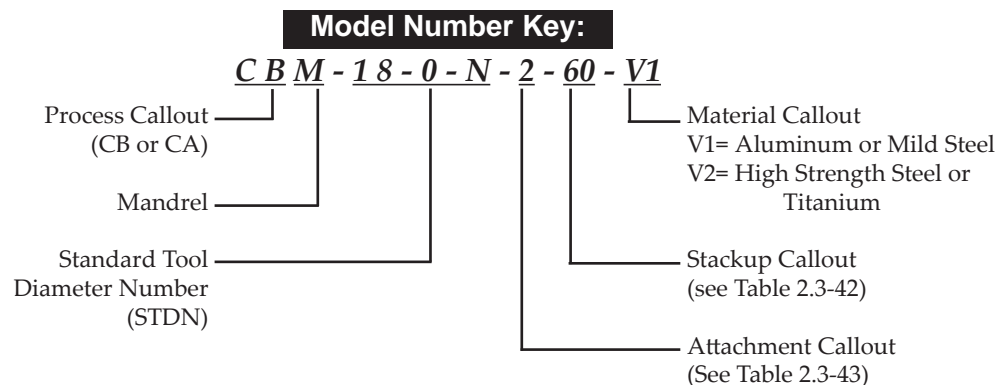 Model Number Key:
C B M - 1 8 - 0 - N - 2 - 60 - V1
Process Callout
(CB or CA)
Mandrel
Standard Tool
Diameter Number
(STDN)
Material Callout
V1= Aluminum or Mild Steel
V2= High Strength Steel or
Titanium
Stackup Callout
(see Table 2.3-42)
Attachment Callout
(See Table 2.3-43)